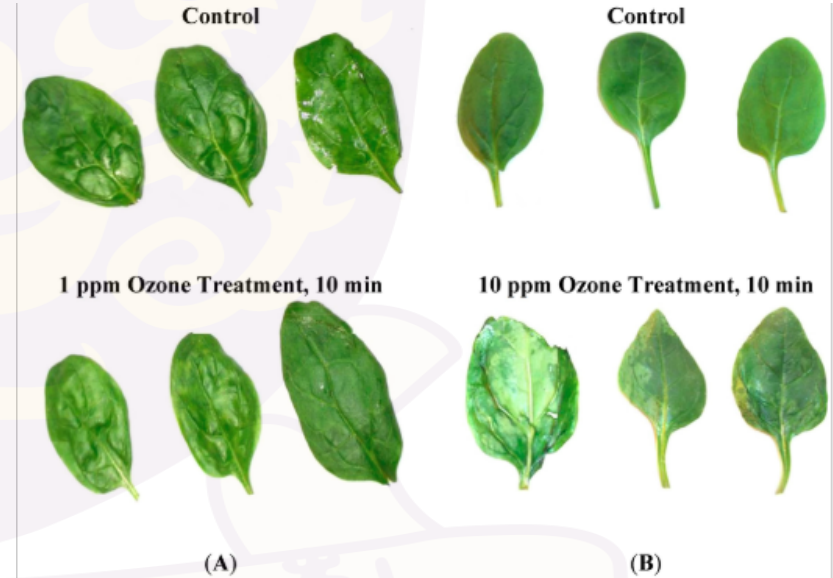 Control
Control
1 ppm Ozone Treatment, 10 min
10 ppm Ozone Treatment, 10 min
(A)
(B)